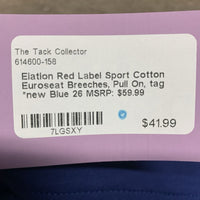 The Tack Collector
614600-158
Elation Red Label Sport Cotton
Euroseat Breeches, Pull On, tag
*new Blue 26 MSRP: $59.99
7LGSXY
$41.99